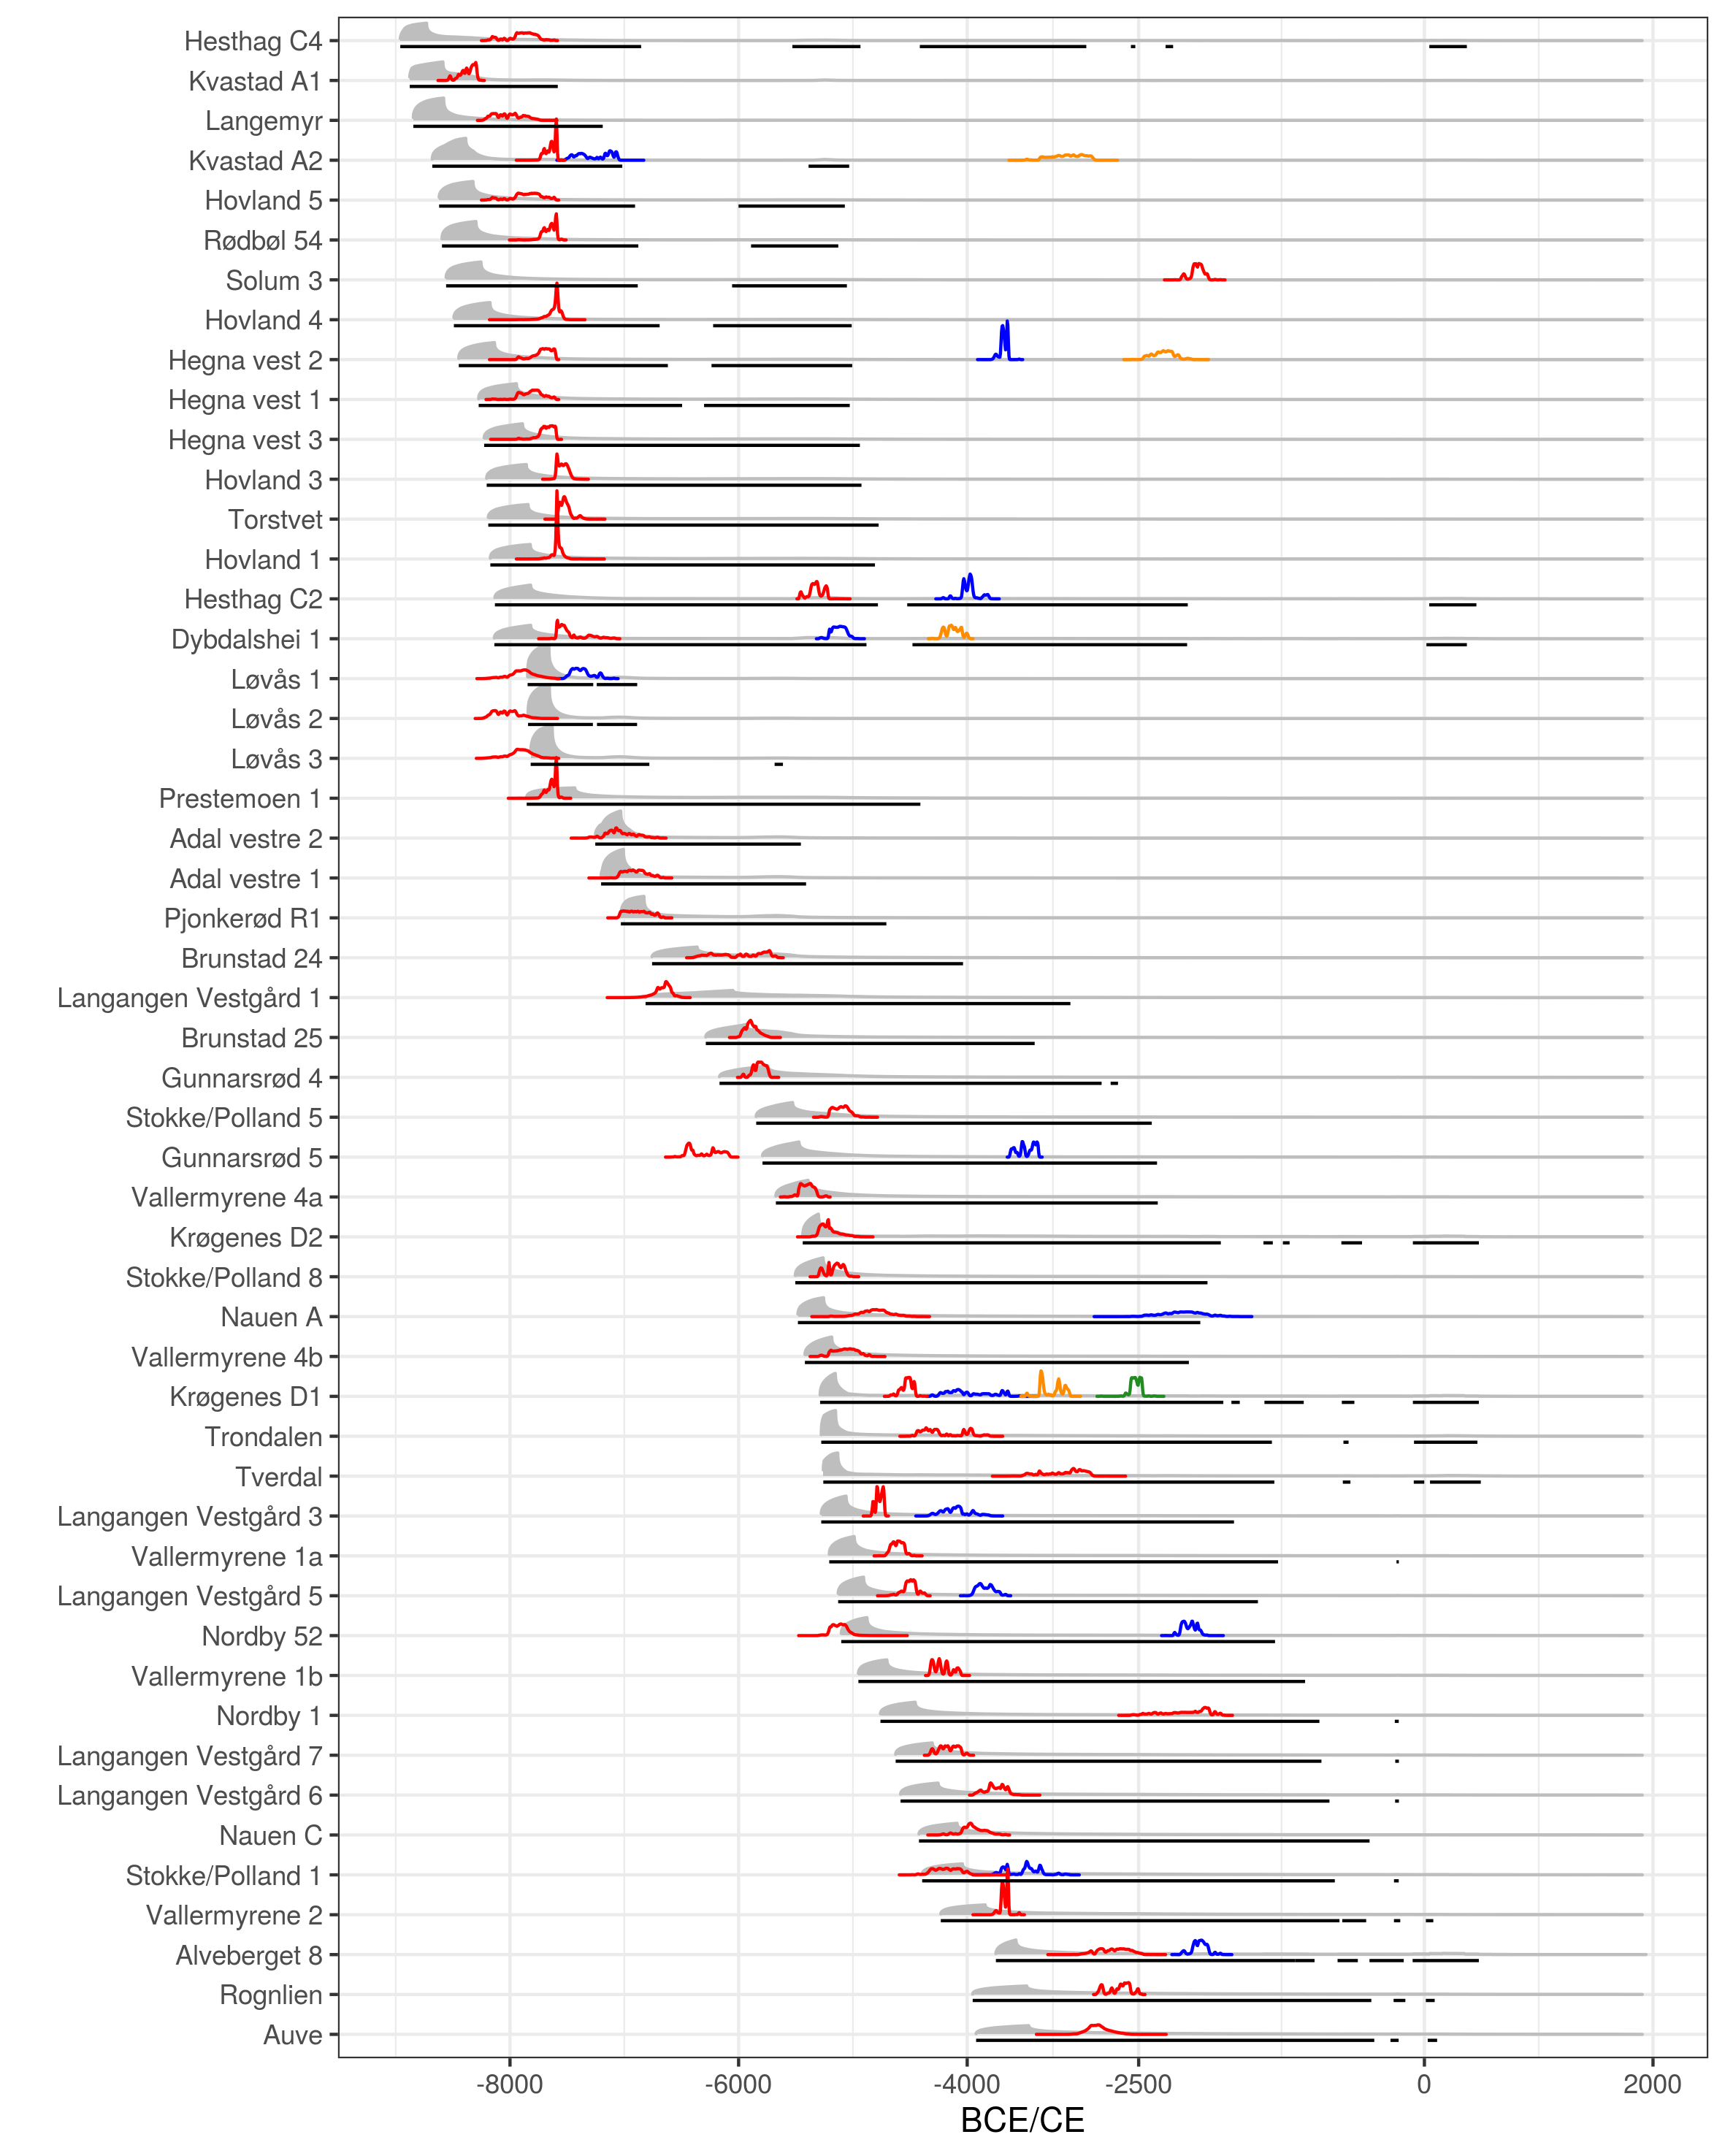 Hesthag C4
Kvastad A1
Langemyr
Kvastad A2
Hovland 5
Rødbøl 54
Solum 3
Hovland 4
Hegna vest 2
Hegna vest 1
Hegna vest 3
Hovland 3
Torstvet
Hovland 1
Hesthag C2
Dybdalshei 1
Løvås 1
Løvås 2
Løvås 3
Prestemoen 1
Adal vestre 2
Adal vestre 1
Pjonkerød R1
Brunstad 24
Langangen Vestgård 1
Brunstad 25
Gunnarsrød 4
Stokke/Polland 5
Gunnarsrød 5
Vallermyrene 4a
Krøgenes D2
Stokke/Polland 8
Nauen A
Vallermyrene 4b
Krøgenes D1
Trondalen
Tverdal
Langangen Vestgård 3
Vallermyrene 1a
Langangen Vestgård 5
Nordby 52
Vallermyrene 1b
Nordby 1
Langangen Vestgård 7
Langangen Vestgård 6
Nauen C
Stokke/Polland 1
Vallermyrene 2
Alveberget 8
Rognlien
Auve
-8000 -6000 -4000 -2500 0 2000
BCE/CE